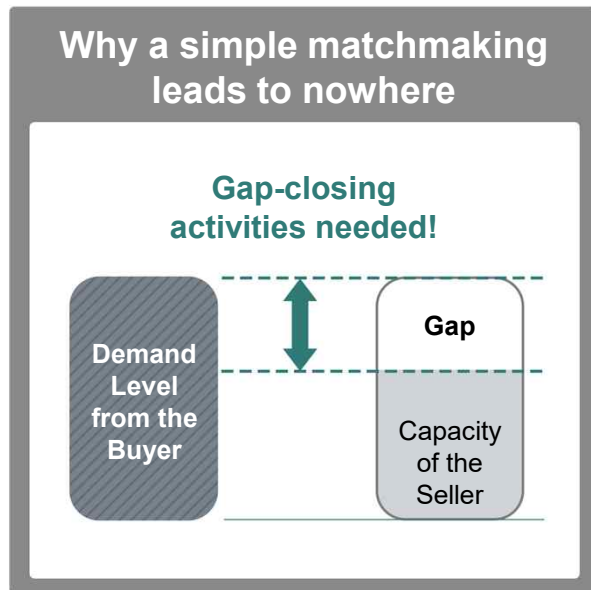 Why a simple matchmaking
leads to nowhere
Gap-closing
activities needed!
Demand
Level
from the
Buyer
Gap
Capacity
of the
Seller